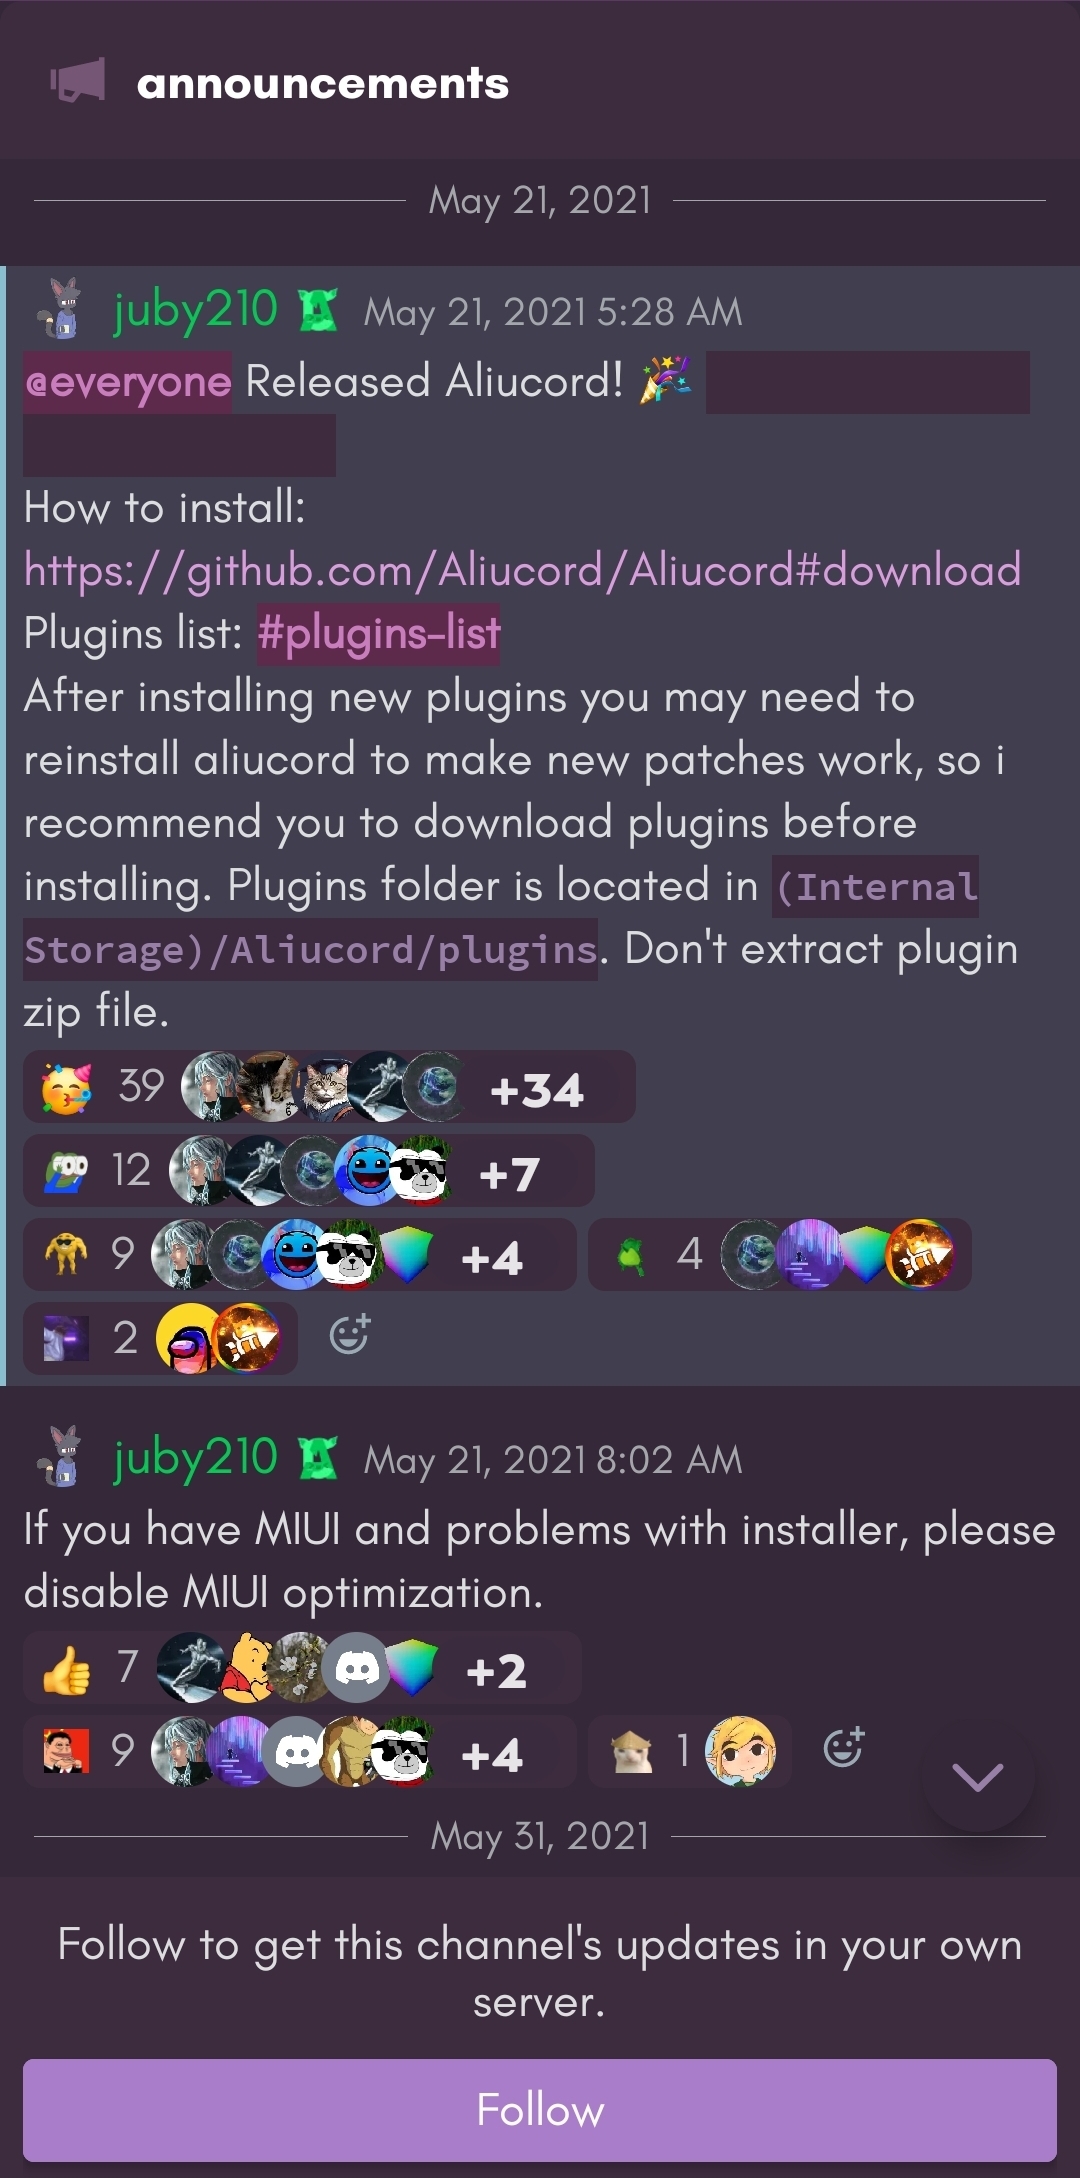 announcements
May 21, 2021
juby210 May 21, 2021 5:28 AM
@everyone Released Aliucord! 🎉
How to install:
https://github.com/Aliucord/Aliucord#download
Plugins list: #plugins-list
After installing new plugins you may need to
reinstall aliucord to make new patches work, so i
recommend you to download plugins before
installing. Plugins folder is located in (Internal
Storage)/Aliucord/plugins. Don't extract plugin
zip file.
39 +34
12 +7
9 +4 4
2
juby210 May 21, 2021 8:02 AM
If you have MIUI and problems with installer, please
disable MIUI optimization.
7 +2
9 +4 1
May 31, 2021
Follow to get this channel's updates in your own
server.
Follow